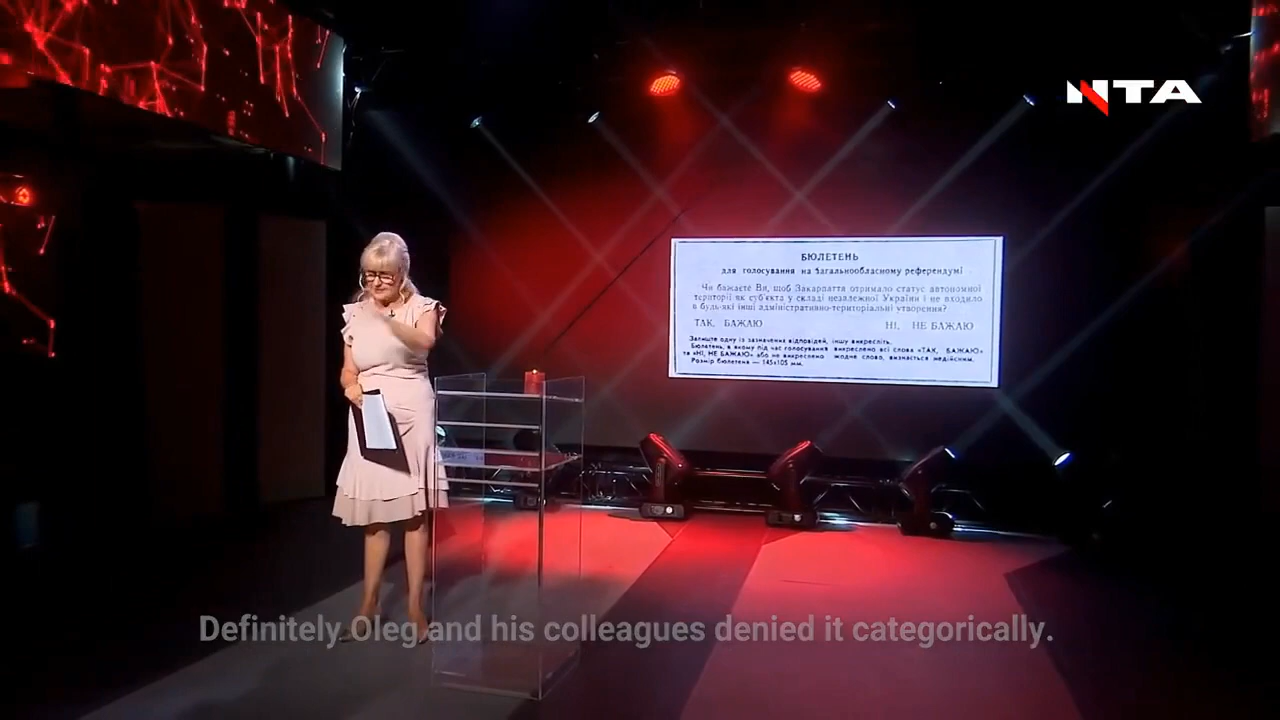 NTA
БЮЛЕТЕНЬ
для голосування на загальнообласному референдумі
Чи бажаєте Ви, щоб Закарпаття отримало статус автономної
території як суб'єкта у складі незалежної України і не входило
в будь-які інші адміністративно-територіальні утворення?
ТАК, БАЖАЮ НІ, НЕ БАЖАЮ
Залиште одну із зазначених відповідей, іншу викресліть.
Бюлетень, в якому під час голосування викреслено всі слова «ТАК, БАЖАЮ»
та «НІ, НЕ БАЖАЮ» або не викреслено жодне слово, визнається недійсним.
Розмір бюлетеня — 145х105 мм.
Definitely Oleg and his colleagues denied it categorically.